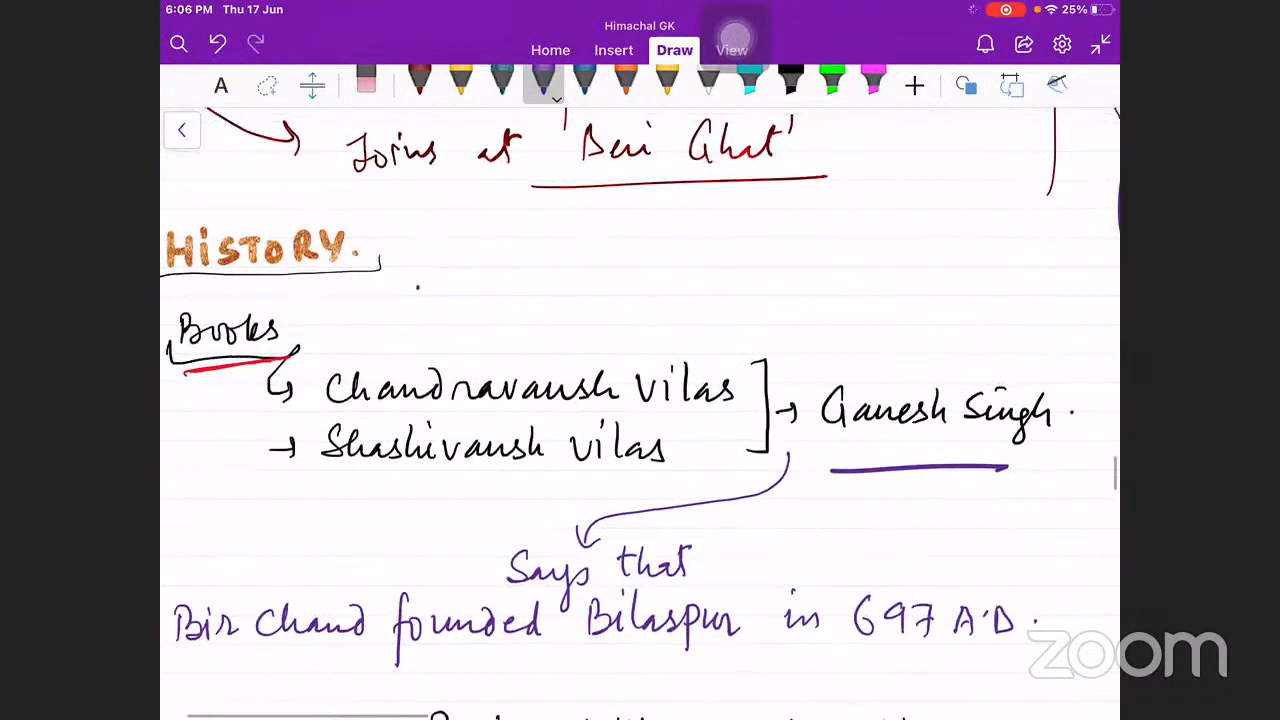 6:06 PM Thu 17 Jun
25%
Himachal GK
Home Insert Draw View
A
Joins at 'Beri Ghat'
HiSTORY.
Books
↳ Chandravansh Vilas
→ Shashivansh Vilas
→ Ganesh Singh.
Says that
Bir Chand founded Bilaspur in 697 A.D.
zoom